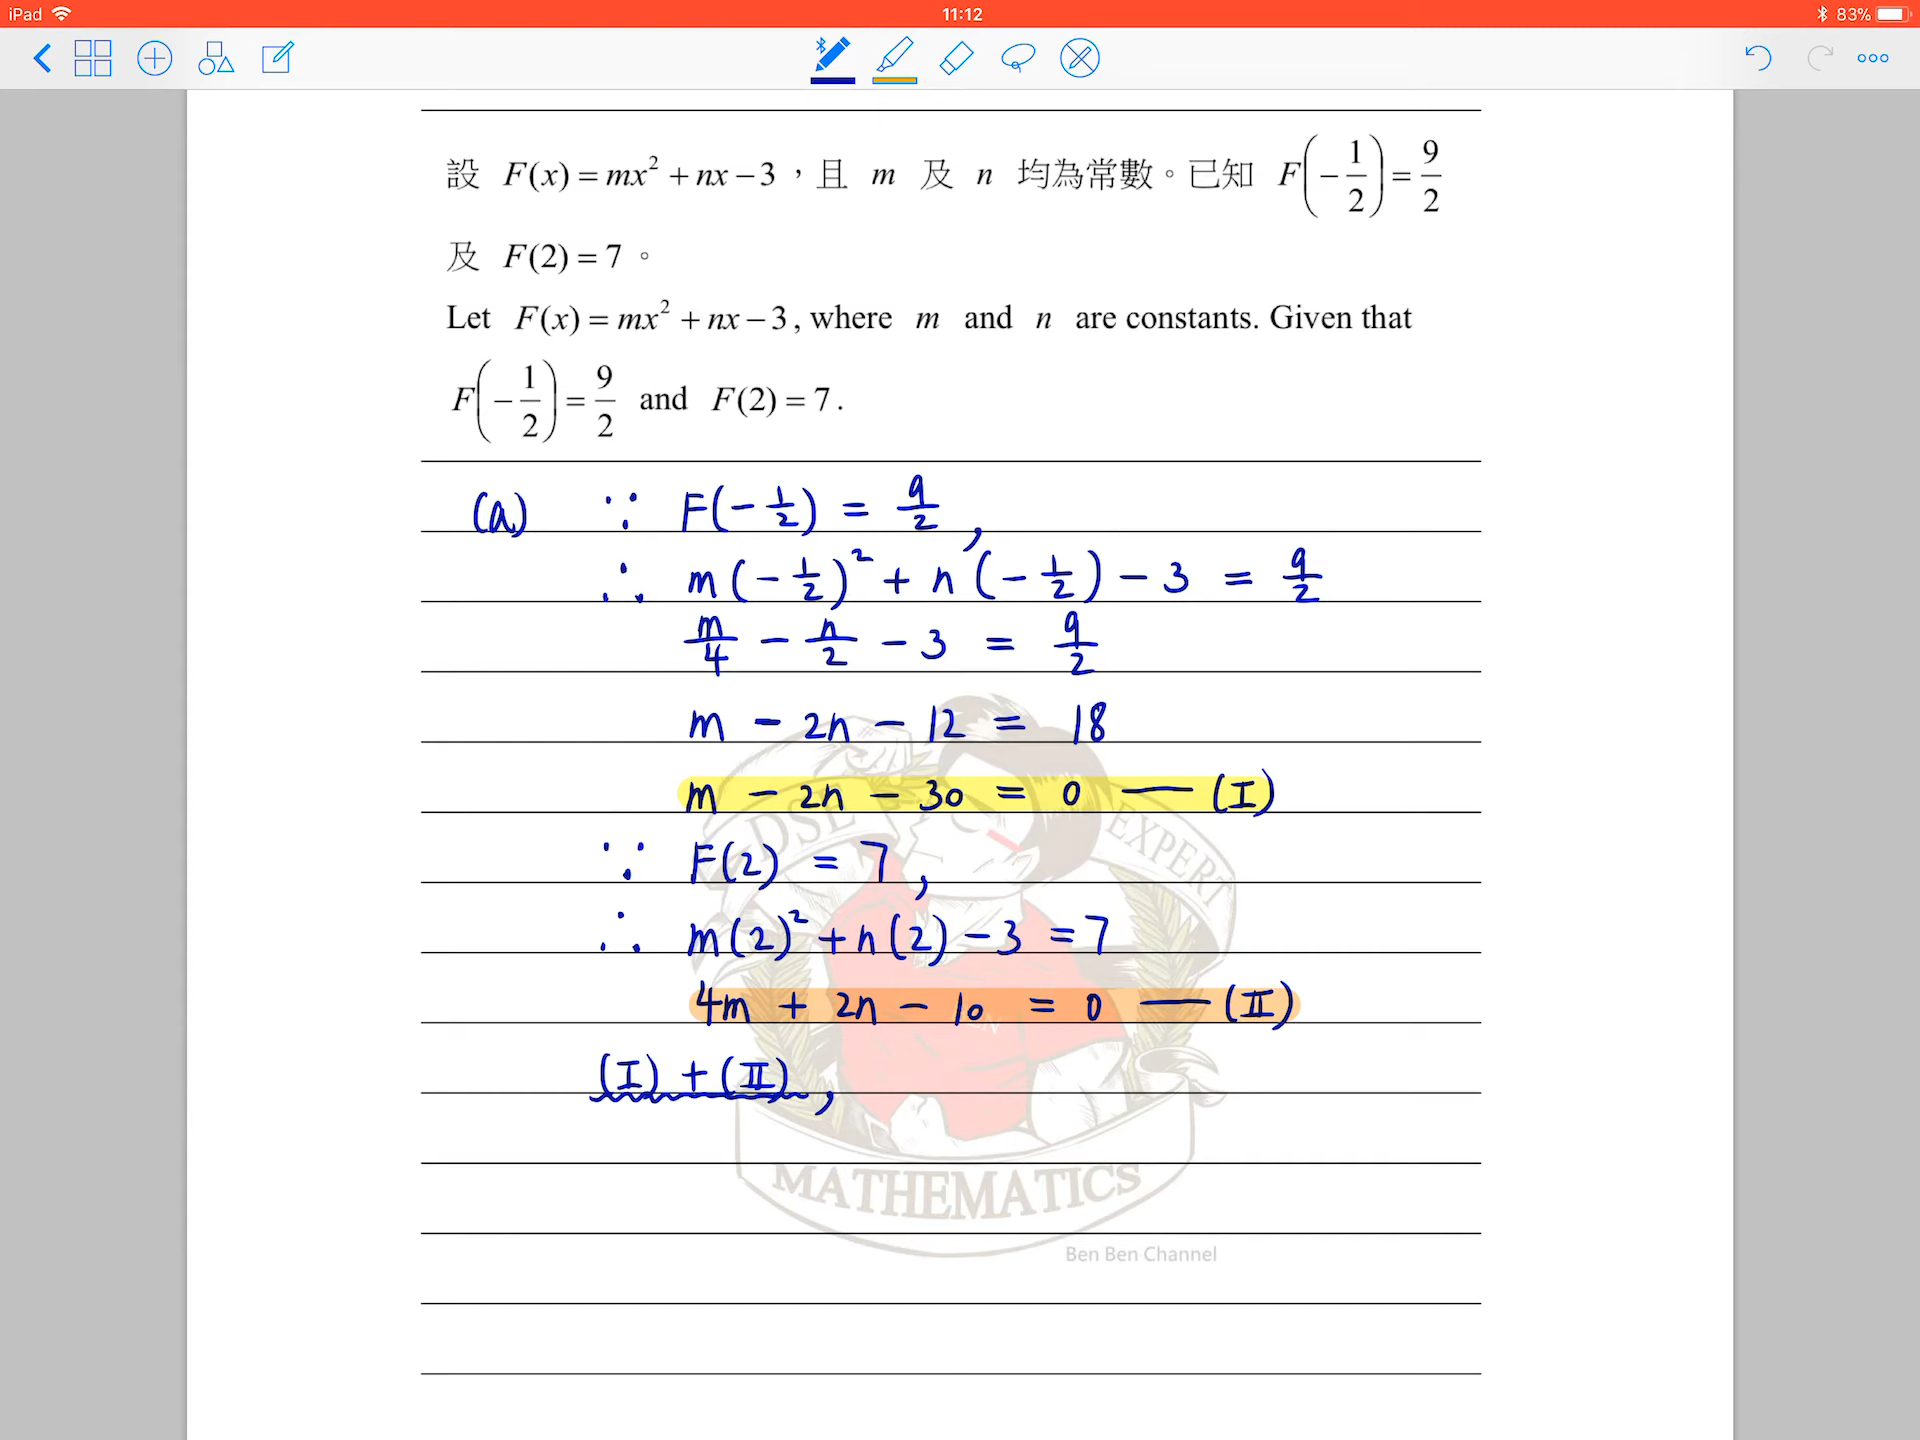 iPad 11:12 83%
設 F(x) = mx² + nx − 3，且 m 及 n 均為常數。已知 F(−1/2) = 9/2
及 F(2) = 7。
Let F(x) = mx² + nx − 3, where m and n are constants. Given that
F(−1/2) = 9/2 and F(2) = 7.
(a) ∵ F(−1/2) = 9/2,
∴ m(−1/2)² + n(−1/2) − 3 = 9/2
m/4 − n/2 − 3 = 9/2
m − 2n − 12 = 18
m − 2n − 30 = 0 — (I)
DSE EXPERT
∵ F(2) = 7,
∴ m(2)² + n(2) − 3 = 7
4m + 2n − 10 = 0 — (II)
(I) + (II),
MATHEMATICS
Ben Ben Channel